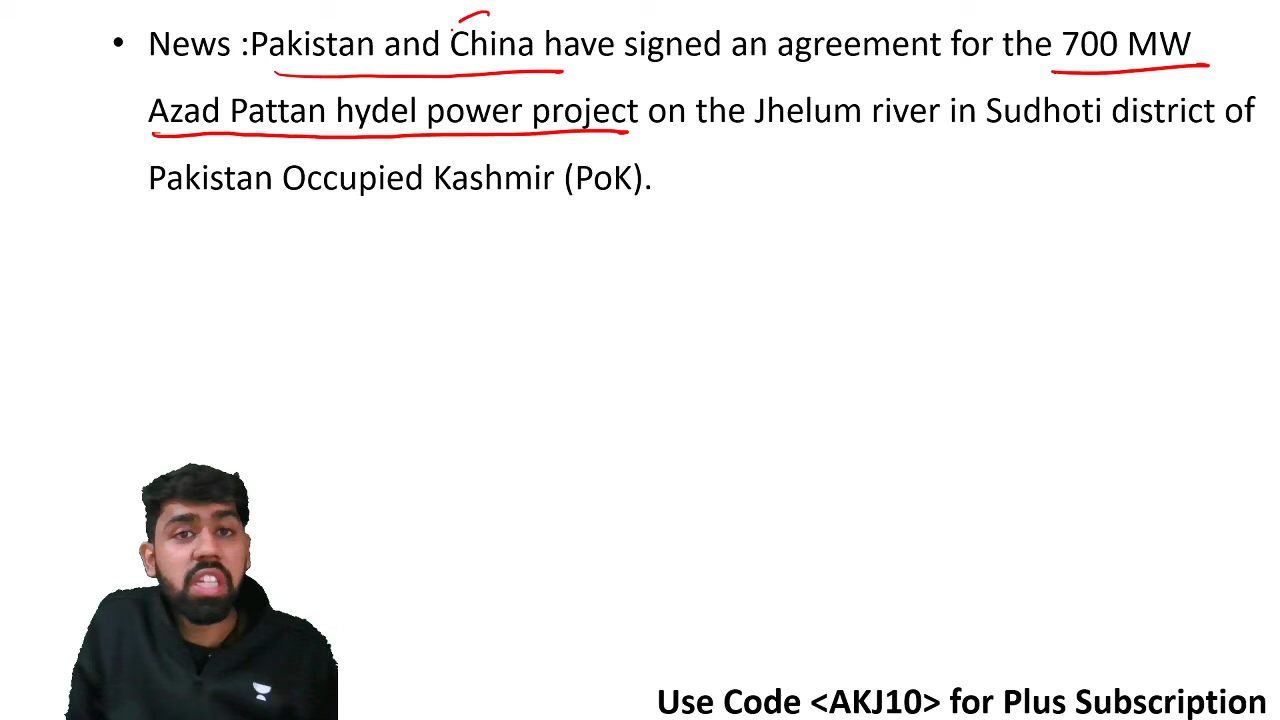 • News :Pakistan and China have signed an agreement for the 700 MW
Azad Pattan hydel power project on the Jhelum river in Sudhoti district of
Pakistan Occupied Kashmir (PoK).
Use Code <AKJ10> for Plus Subscription